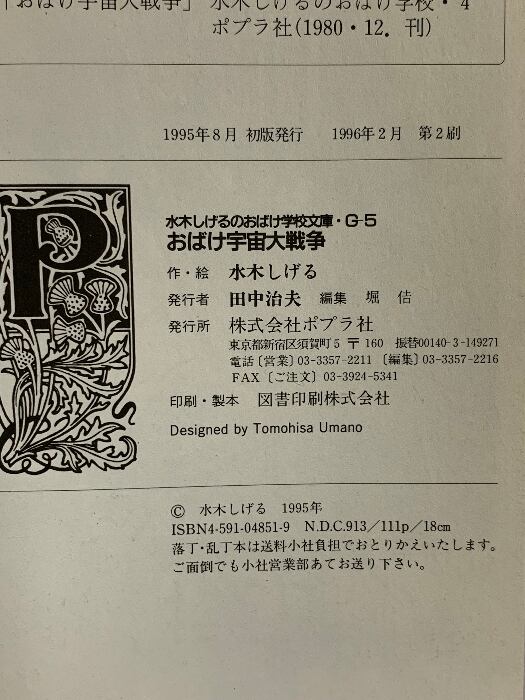 「おばけ宇宙大戦争」 水木しげるのおばけ学校・4
ポプラ社(1980・12. 刊)
1995年8月 初版発行 1996年2月 第2刷
P
水木しげるのおばけ学校文庫・G-5
おばけ宇宙大戦争
作・絵 水木しげる
発行者 田中治夫 編集 堀 佶
発行所 株式会社ポプラ社
東京都新宿区須賀町5 〒160 振替00140-3-149271
電話〔営業〕03-3357-2211 〔編集〕03-3357-2216
FAX〔ご注文〕03-3924-5341
印刷・製本 図書印刷株式会社
Designed by Tomohisa Umano
© 水木しげる 1995年
ISBN4-591-04851-9 N.D.C.913/111p/18cm
落丁・乱丁本は送料小社負担でおとりかえいたします。
ご面倒でも小社営業部あてお送り下さい。